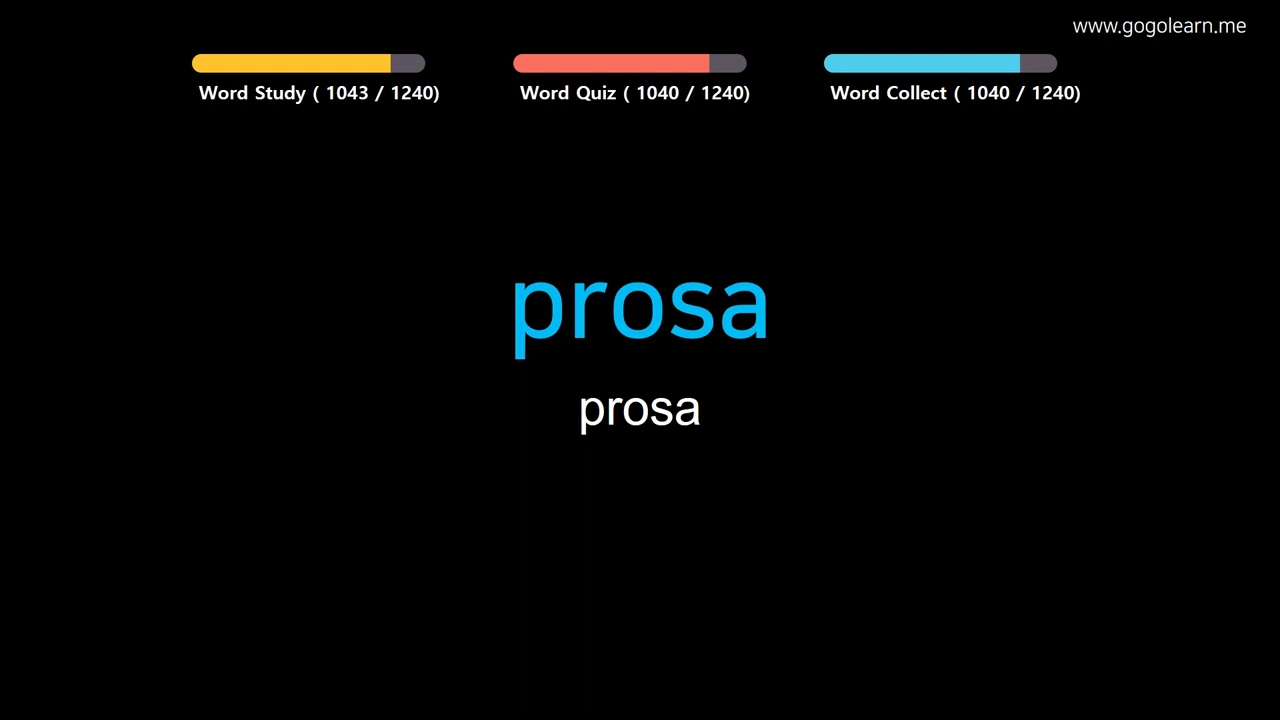 www.gogolearn.me
Word Study ( 1043 / 1240)
Word Quiz ( 1040 / 1240)
Word Collect ( 1040 / 1240)
prosa
prosa